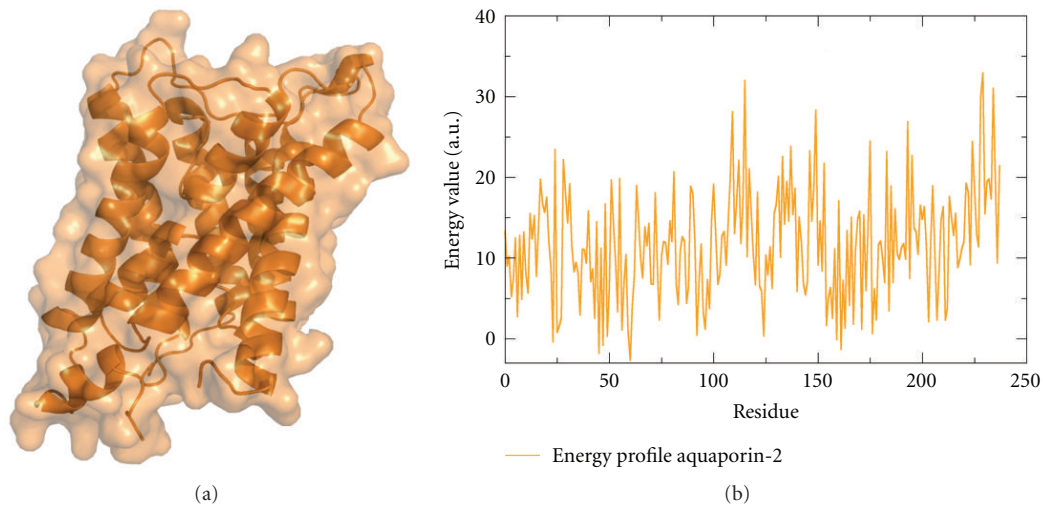 40
30
20
10
0
Energy value (a.u.)
0 50 100 150 200 250
Residue
Energy profile aquaporin-2
(a) (b)